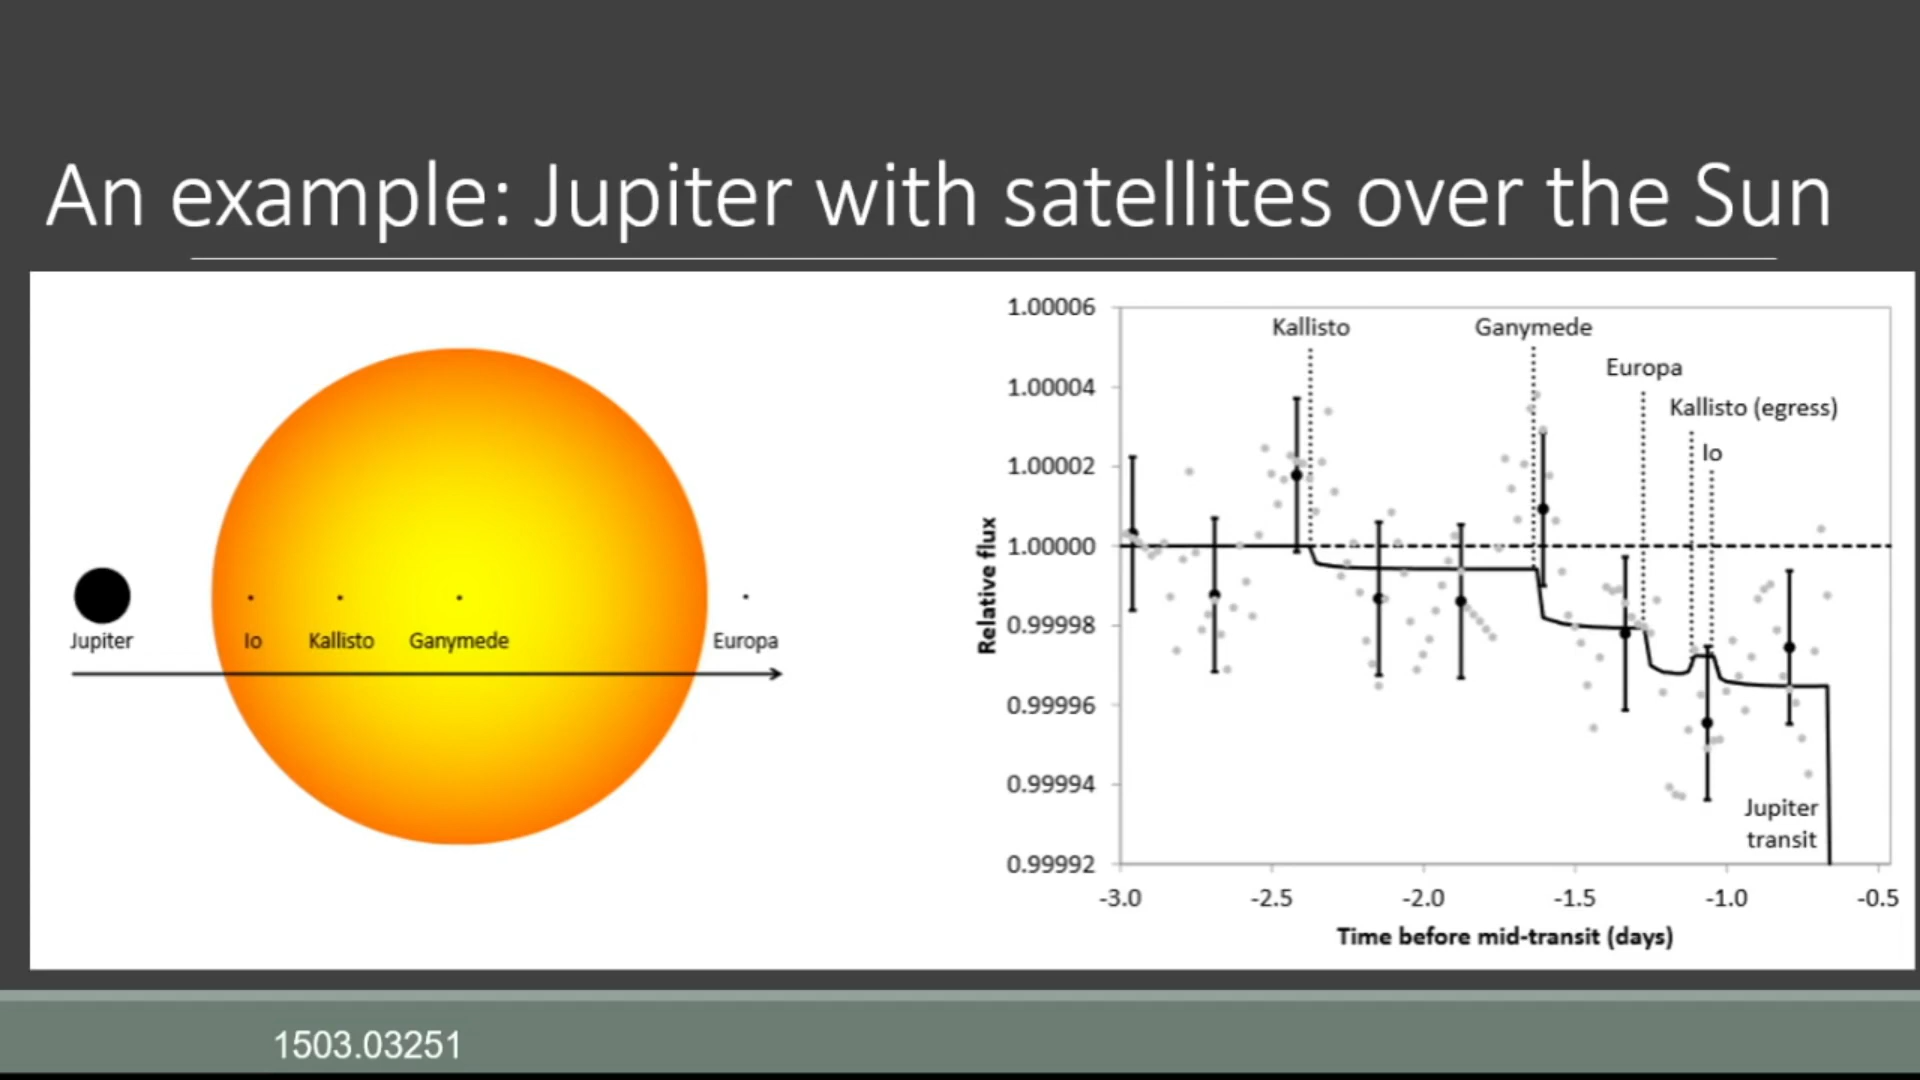 An example: Jupiter with satellites over the Sun
Jupiter
Io
Kallisto
Ganymede
Europa
1.00006
1.00004
1.00002
1.00000
0.99998
0.99996
0.99994
0.99992
Relative flux
Kallisto
Ganymede
Europa
Kallisto (egress)
Io
Jupiter
transit
-3.0
-2.5
-2.0
-1.5
-1.0
-0.5
Time before mid-transit (days)
1503.03251